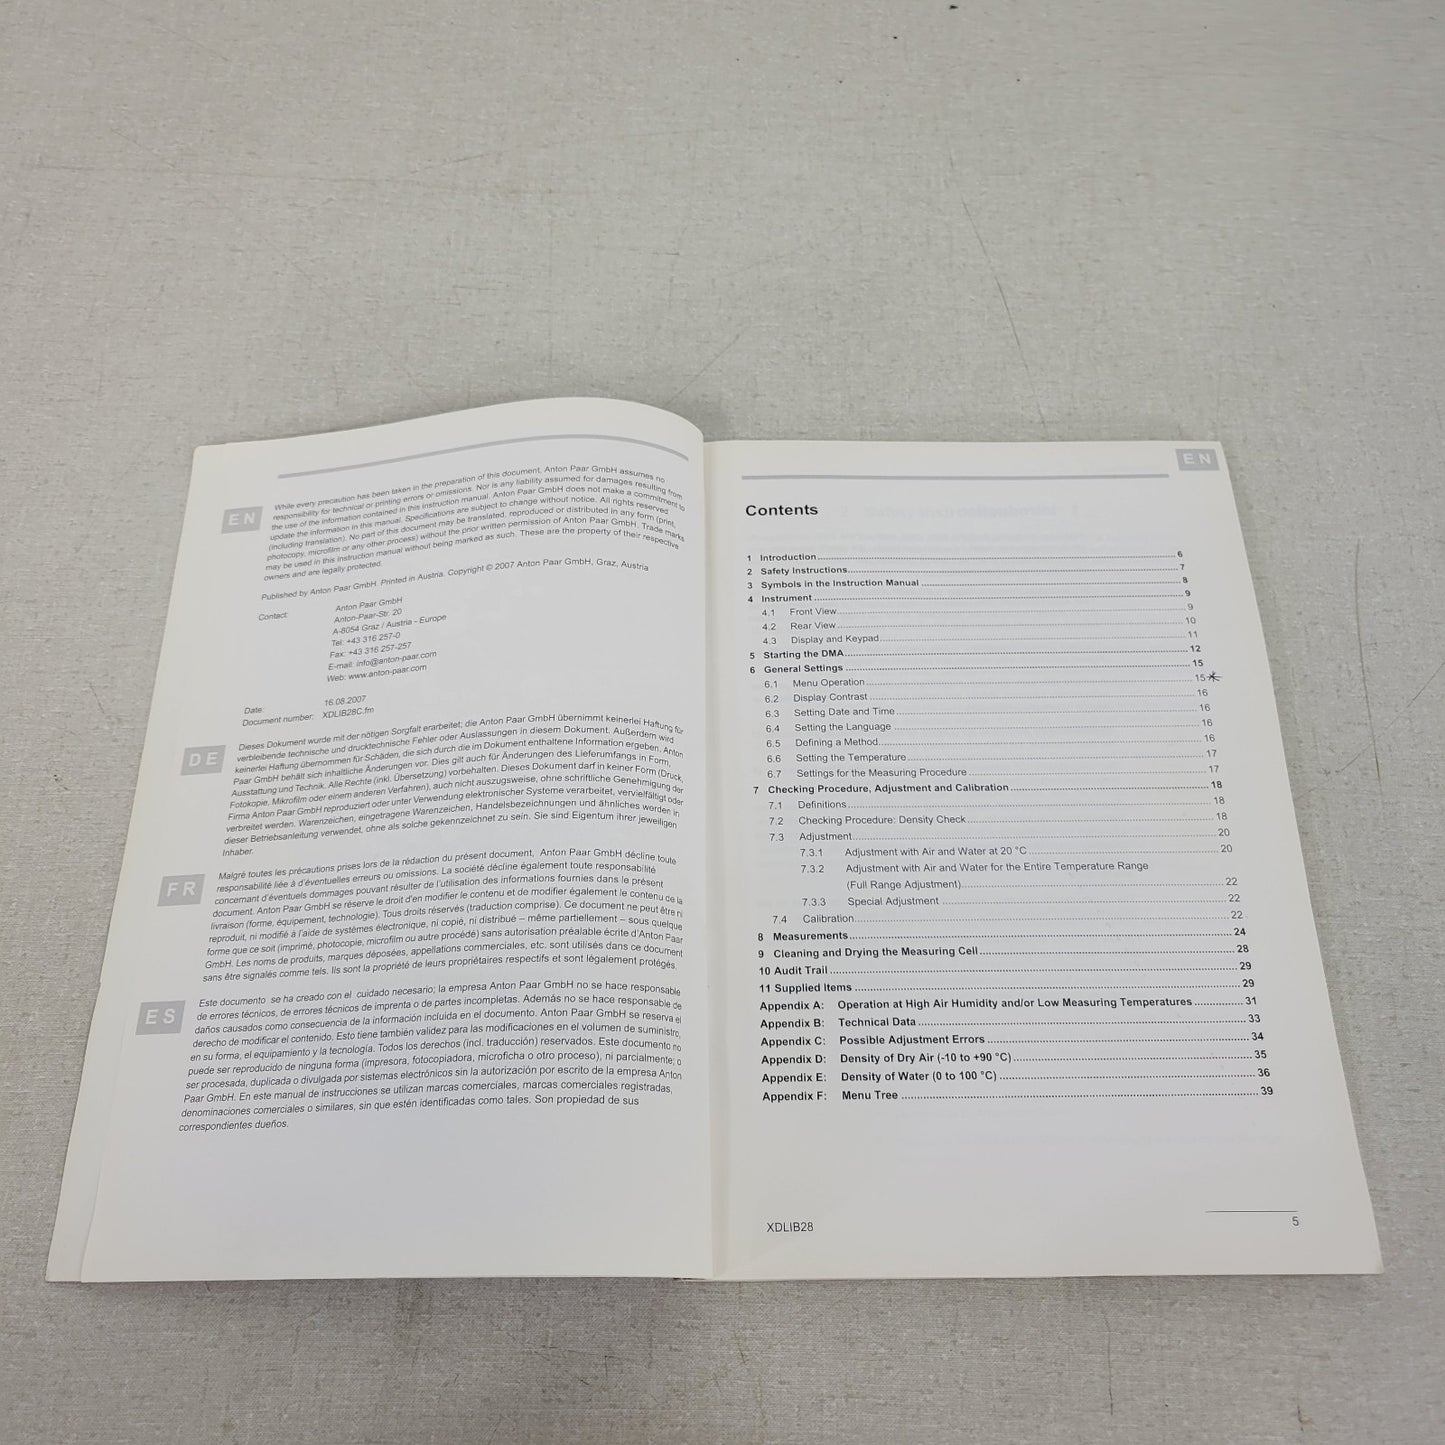 EN
While every precaution has been taken in the preparation of this document, Anton Paar GmbH assumes no
responsibility for technical or printing errors or omissions. Nor is any liability assumed for damages resulting from
the use of the information contained in this instruction manual. Anton Paar GmbH does not make a commitment to
update the information in this manual. Specifications are subject to change without notice. All rights reserved
(including translation). No part of this document may be translated, reproduced or distributed in any form (print,
photocopy, microfilm or any other process) without the prior written permission of Anton Paar GmbH. Trade marks
may be used in this instruction manual without being marked as such. These are the property of their respective
owners and are legally protected.
Published by Anton Paar GmbH. Printed in Austria. Copyright © 2007 Anton Paar GmbH, Graz, Austria
Contact: Anton Paar GmbH
Anton-Paar-Str. 20
A-8054 Graz / Austria - Europe
Tel: +43 316 257-0
Fax: +43 316 257-257
E-mail: info@anton-paar.com
Web: www.anton-paar.com
Date: 16.08.2007
Document number: XDLIB28C.fm
DE
Dieses Dokument wurde mit der nötigen Sorgfalt erarbeitet; die Anton Paar GmbH übernimmt keinerlei Haftung für
verbleibende technische und drucktechnische Fehler oder Auslassungen in diesem Dokument. Außerdem wird
keinerlei Haftung übernommen für Schäden, die sich durch die im Dokument enthaltene Information ergeben. Anton
Paar GmbH behält sich inhaltliche Änderungen vor. Dies gilt auch für Änderungen des Lieferumfangs in Form,
Ausstattung und Technik. Alle Rechte (inkl. Übersetzung) vorbehalten. Dieses Dokument darf in keiner Form (Druck,
Fotokopie, Mikrofilm oder einem anderen Verfahren), auch nicht auszugsweise, ohne schriftliche Genehmigung der
Firma Anton Paar GmbH reproduziert oder unter Verwendung elektronischer Systeme verarbeitet, vervielfältigt oder
verbreitet werden. Warenzeichen, eingetragene Warenzeichen, Handelsbezeichnungen und ähnliches werden in
dieser Betriebsanleitung verwendet, ohne als solche gekennzeichnet zu sein. Sie sind Eigentum ihrer jeweiligen
Inhaber.
FR
Malgré toutes les précautions prises lors de la rédaction du présent document, Anton Paar GmbH décline toute
responsabilité liée à d'éventuelles erreurs ou omissions. La société décline également toute responsabilité
concernant d'éventuels dommages pouvant résulter de l'utilisation des informations fournies dans le présent
document. Anton Paar GmbH se réserve le droit d'en modifier le contenu et de modifier également le contenu de la
livraison (forme, équipement, technologie). Tous droits réservés (traduction comprise). Ce document ne peut être ni
reproduit, ni modifié à l'aide de systèmes électronique, ni copié, ni distribué – même partiellement – sous quelque
forme que ce soit (imprimé, photocopie, microfilm ou autre procédé) sans autorisation préalable écrite d'Anton Paar
GmbH. Les noms de produits, marques déposées, appellations commerciales, etc. sont utilisés dans ce document
sans être signalés comme tels. Ils sont la propriété de leurs propriétaires respectifs et sont légalement protégés.
ES
Este documento se ha creado con el cuidado necesario; la empresa Anton Paar GmbH no se hace responsable
de errores técnicos, de errores técnicos de imprenta o de partes incompletas. Además no se hace responsable de
daños causados como consecuencia de la información incluida en el documento. Anton Paar GmbH se reserva el
derecho de modificar el contenido. Esto tiene también validez para las modificaciones en el volumen de suministro,
en su forma, el equipamiento y la tecnología. Todos los derechos (incl. traducción) reservados. Este documento no
puede ser reproducido de ninguna forma (impresora, fotocopiadora, microficha o otro proceso), ni parcialmente; o
ser procesada, duplicada o divulgada por sistemas electrónicos sin la autorización por escrito de la empresa Anton
Paar GmbH. En este manual de instrucciones se utilizan marcas comerciales, marcas comerciales registradas,
denominaciones comerciales o similares, sin que estén identificadas como tales. Son propiedad de sus
correspondientes dueños.
EN
Contents
1 Introduction 6
2 Safety Instructions 7
3 Symbols in the Instruction Manual 8
4 Instrument 9
4.1 Front View 9
4.2 Rear View 10
4.3 Display and Keypad 11
5 Starting the DMA 12
6 General Settings 15
6.1 Menu Operation 15 *
6.2 Display Contrast 16
6.3 Setting Date and Time 16
6.4 Setting the Language 16
6.5 Defining a Method 16
6.6 Setting the Temperature 17
6.7 Settings for the Measuring Procedure 17
7 Checking Procedure, Adjustment and Calibration 18
7.1 Definitions 18
7.2 Checking Procedure: Density Check 18
7.3 Adjustment 20
7.3.1 Adjustment with Air and Water at 20 °C 20
7.3.2 Adjustment with Air and Water for the Entire Temperature Range
(Full Range Adjustment) 22
7.3.3 Special Adjustment 22
7.4 Calibration 22
8 Measurements 24
9 Cleaning and Drying the Measuring Cell 28
10 Audit Trail 29
11 Supplied Items 29
Appendix A: Operation at High Air Humidity and/or Low Measuring Temperatures 31
Appendix B: Technical Data 33
Appendix C: Possible Adjustment Errors 34
Appendix D: Density of Dry Air (-10 to +90 °C) 35
Appendix E: Density of Water (0 to 100 °C) 36
Appendix F: Menu Tree 39
XDLIB28 5